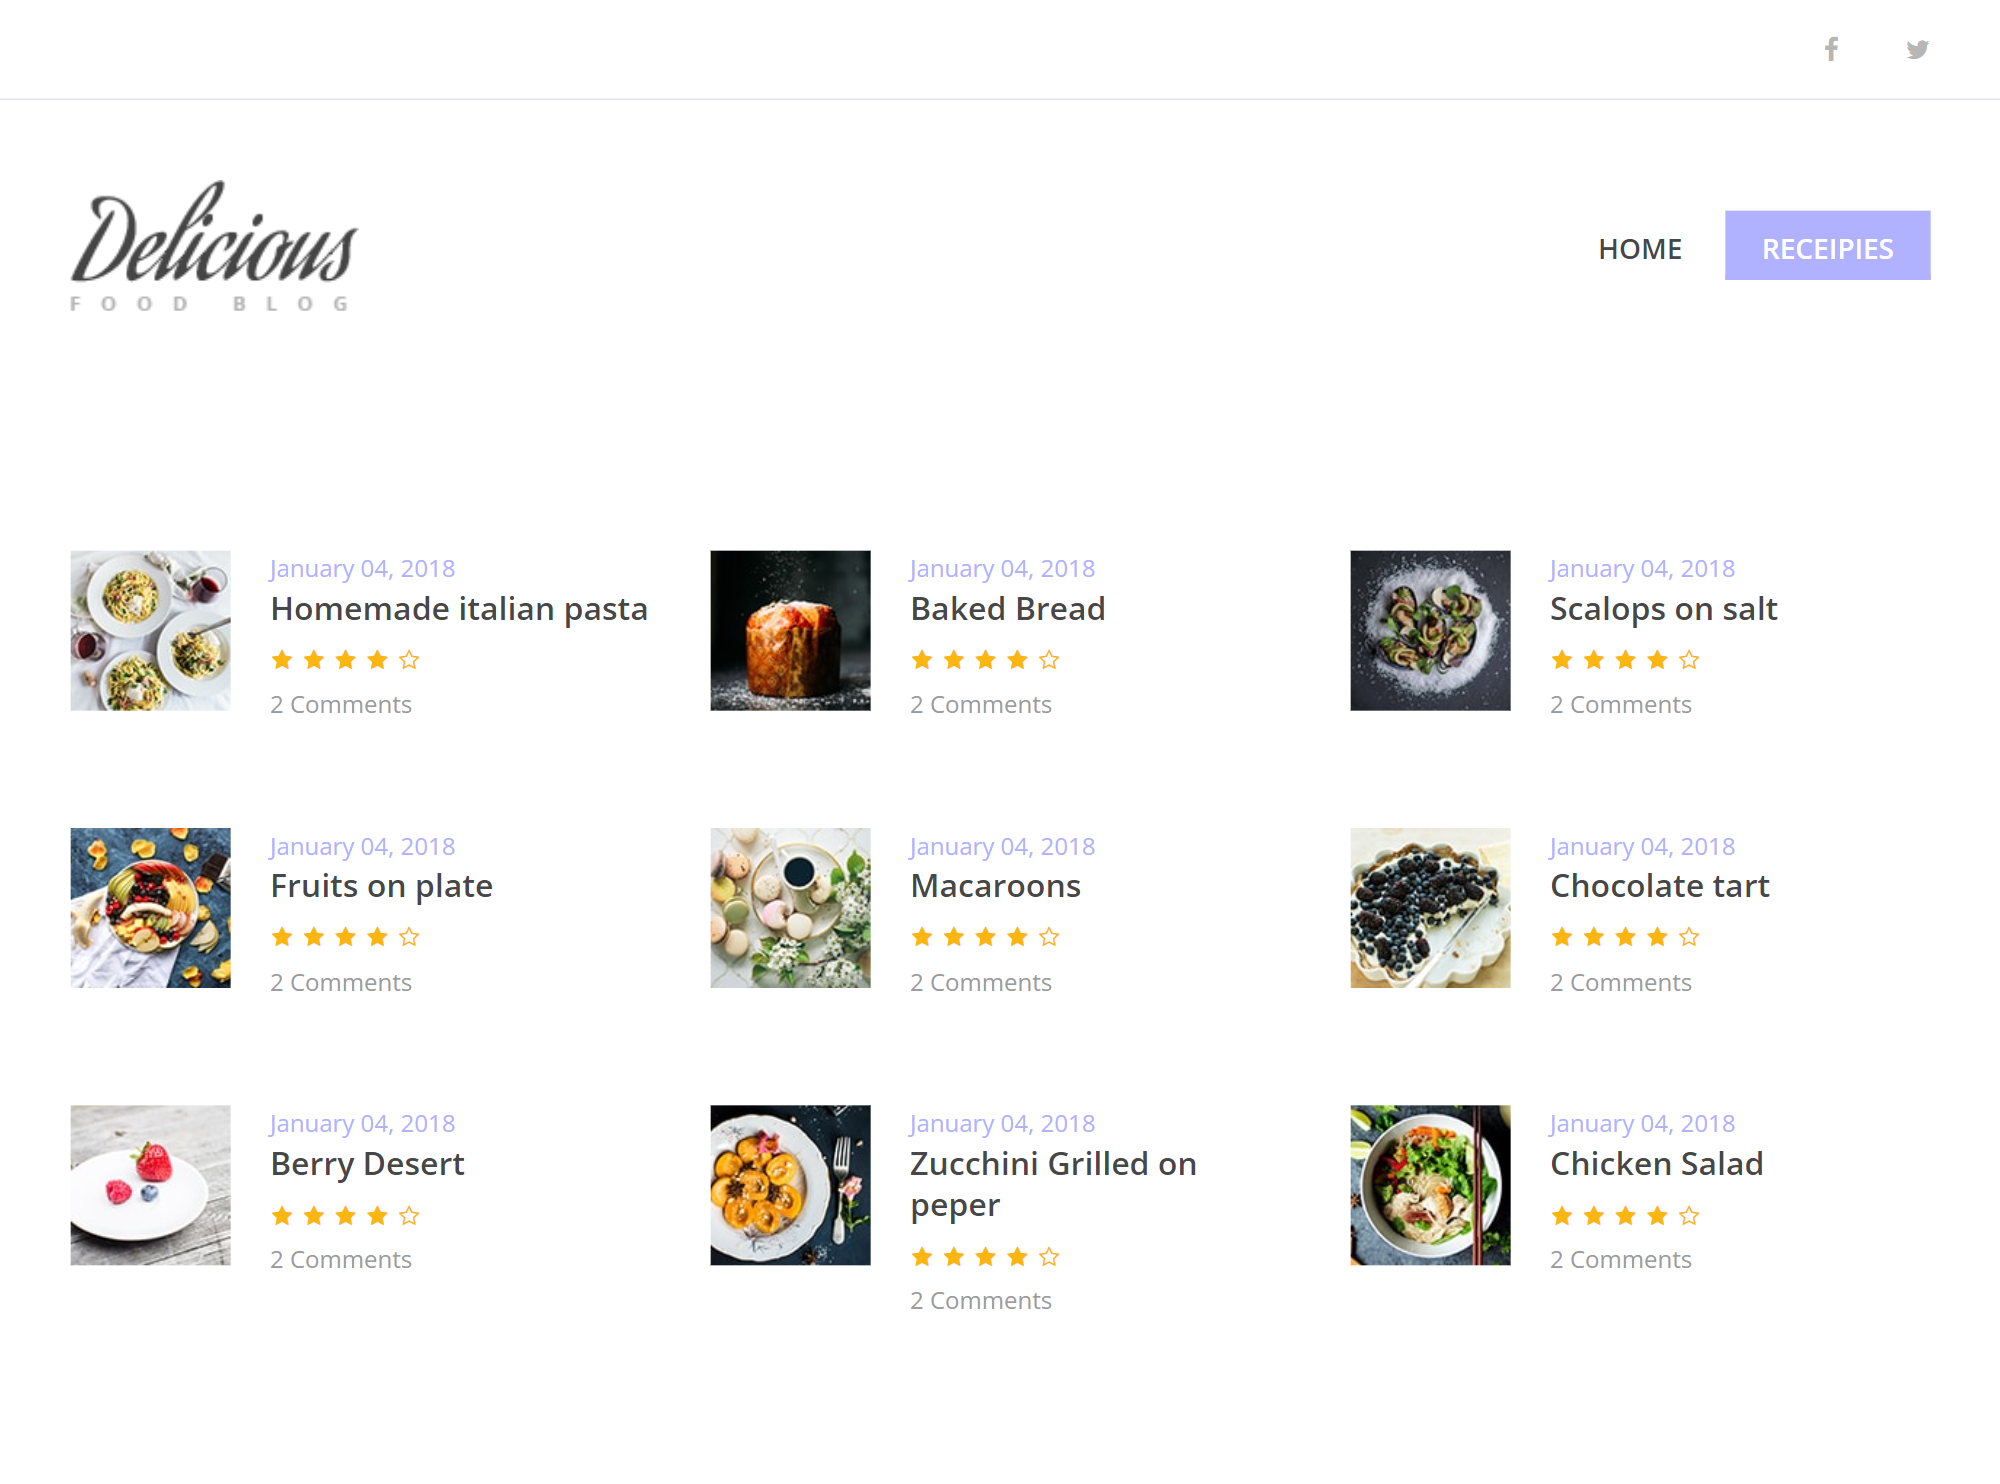 Delicious
FOOD BLOG
HOME
RECEIPIES
January 04, 2018
Homemade italian pasta
2 Comments
January 04, 2018
Baked Bread
2 Comments
January 04, 2018
Scalops on salt
2 Comments
January 04, 2018
Fruits on plate
2 Comments
January 04, 2018
Macaroons
2 Comments
January 04, 2018
Chocolate tart
2 Comments
January 04, 2018
Berry Desert
2 Comments
January 04, 2018
Zucchini Grilled on
peper
2 Comments
January 04, 2018
Chicken Salad
2 Comments